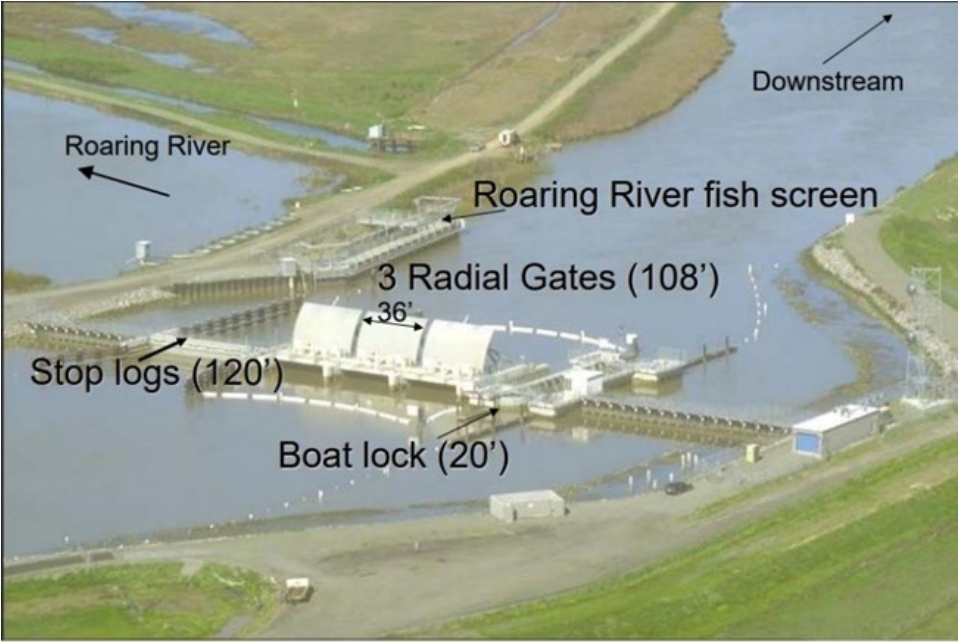 Downstream
Roaring River
Roaring River fish screen
3 Radial Gates (108’)
36’
Stop logs (120’)
Boat lock (20’)